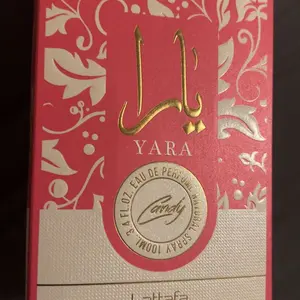 يارا
YARA
EAU DE PERFUME NATURAL SPRAY 100ML 3.4 FL.OZ.
Candy
Lattafa